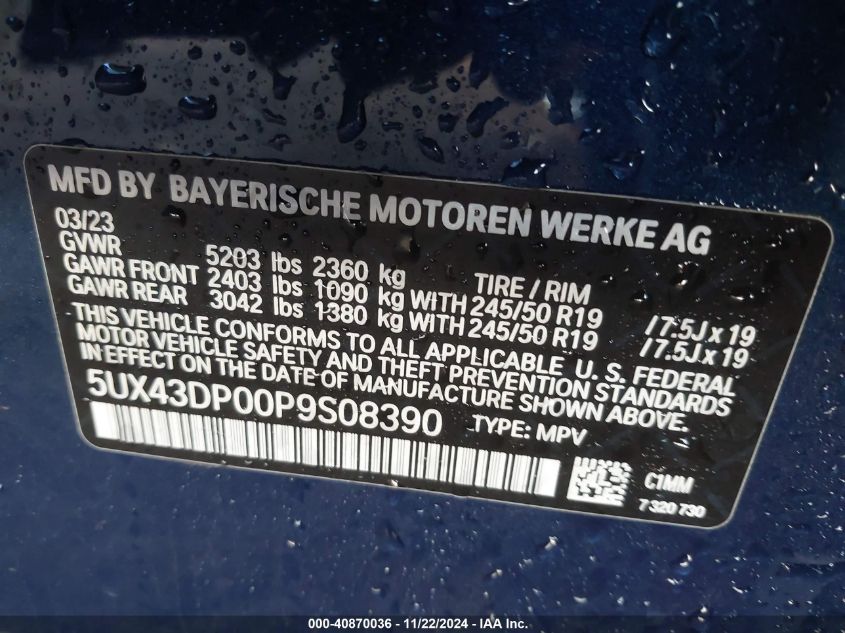 MFD BY BAYERISCHE MOTOREN WERKE AG
03/23
GVWR 5203 lbs 2360 kg TIRE / RIM
GAWR FRONT 2403 lbs 1090 kg WITH 245/50 R19 /7.5J x 19
GAWR REAR 3042 lbs 1380 kg WITH 245/50 R19 /7.5J x 19
THIS VEHICLE CONFORMS TO ALL APPLICABLE U. S. FEDERAL
MOTOR VEHICLE SAFETY AND THEFT PREVENTION STANDARDS
IN EFFECT ON THE DATE OF MANUFACTURE SHOWN ABOVE.
5UX43DP00P9S08390 TYPE: MPV
C1MM
7 320 730
000-40870036 - 11/22/2024 - IAA Inc.